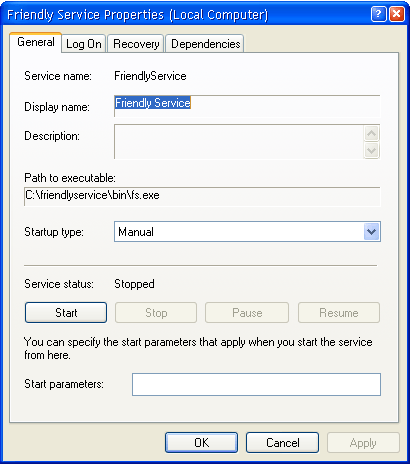 Friendly Service Properties (Local Computer)
General Log On Recovery Dependencies
Service name: FriendlyService
Display name: Friendly Service
Description:
Path to executable:
C:\friendlyservice\bin\fs.exe
Startup type: Manual
Service status: Stopped
Start Stop Pause Resume
You can specify the start parameters that apply when you start the service
from here.
Start parameters:
OK Cancel Apply